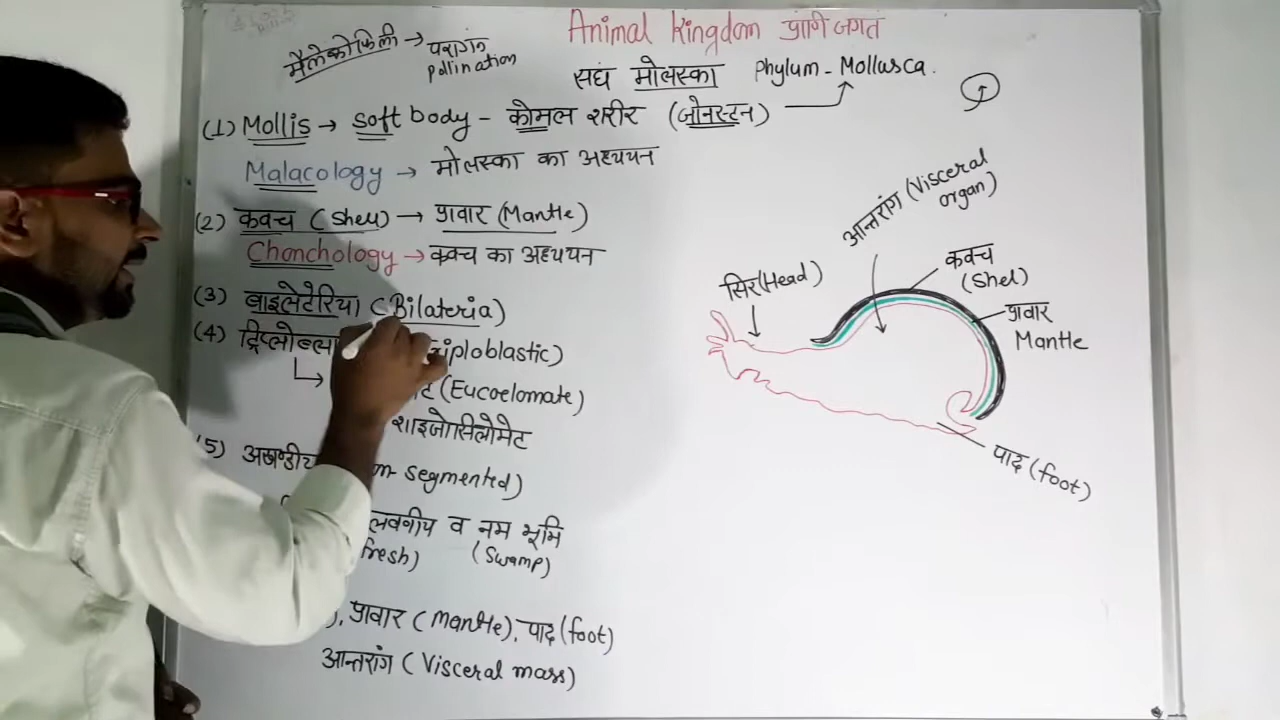 Animal Kingdom प्राणि जगत
मैलेकोफिली → परागंन
pollination
संघ मोलस्का Phylum - Mollusca.
(1) Mollis → soft body - कोमल शरीर (जोनस्टन)
Malacology → मोलस्का का अध्ययन
(2) कवच (Shell) → प्रावार (Mantle)
Chonchology → कवच का अध्ययन
(3) बाइलेटेरिया (Bilateria)
(4) ट्रिप्लोब्ला iploblastic)
(Eucoelomate)
शाइजोसिलोमेट
5) अखण्डीय n- segmented)
लवणीय व नम भूमि
fresh) (Swamp)
), प्रावार (Mantle), पाद (foot)
आन्तरांग (Visceral mass)
आन्तरांग (Visceral
organ)
सिर (Head)
कवच
(Shel)
प्रावार
Mantle
पाद (foot)